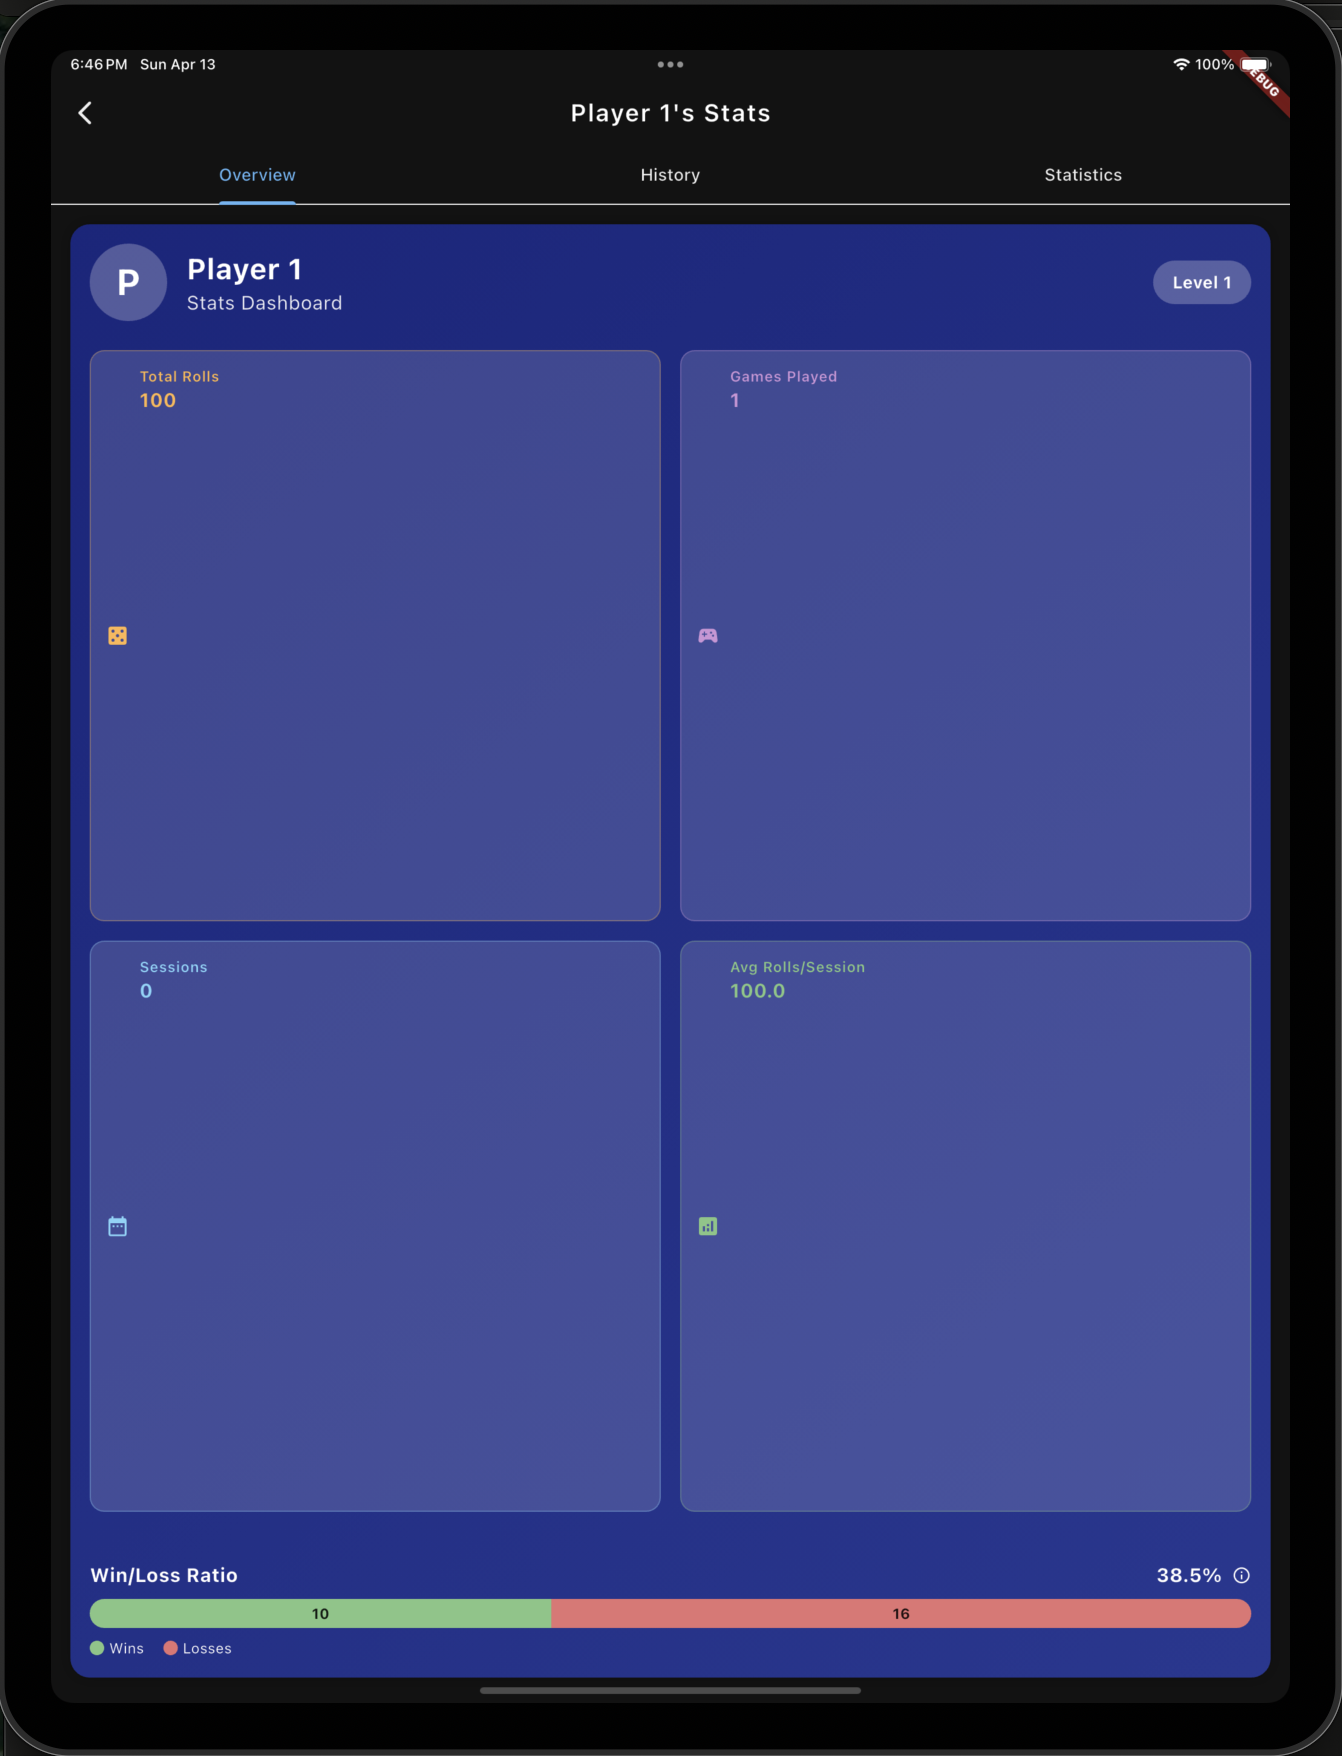 6:46 PM Sun Apr 13
100%
Player 1's Stats
Overview History Statistics
P
Player 1
Stats Dashboard
Level 1
Total Rolls
100
Games Played
1
Sessions
0
Avg Rolls/Session
100.0
Win/Loss Ratio
38.5%
10 16
Wins Losses